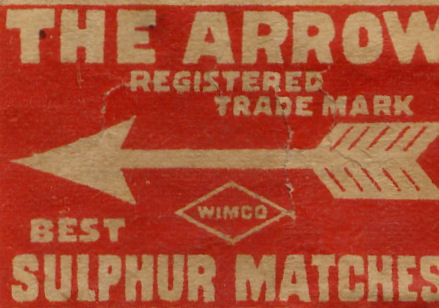 THE ARROW
REGISTERED
TRADE MARK
WIMCO
BEST
SULPHUR MATCHES